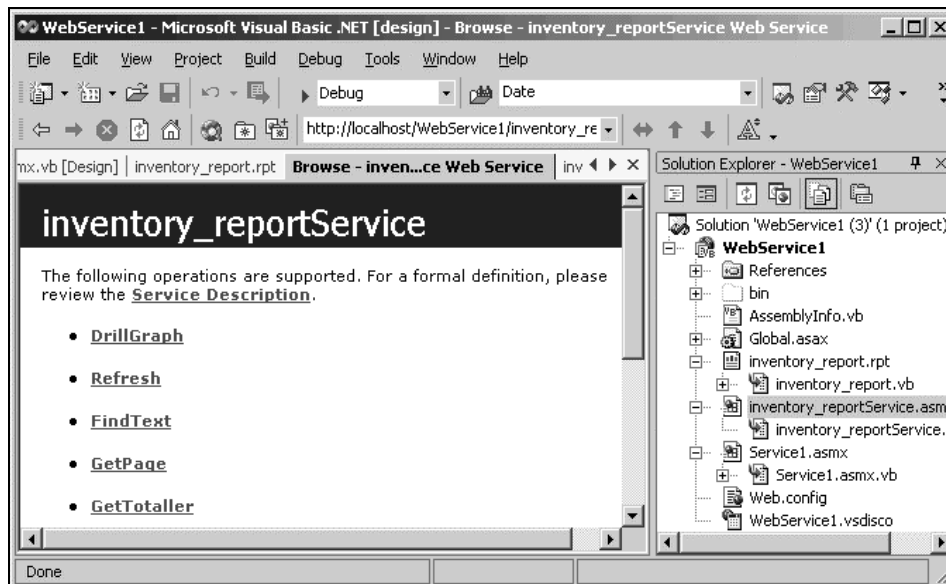 WebService1 - Microsoft Visual Basic .NET [design] - Browse - inventory_reportService Web Service
File Edit View Project Build Debug Tools Window Help
Debug Date
http://localhost/WebService1/inventory_re
mx.vb [Design] inventory_report.rpt Browse - inven...ce Web Service inv
inventory_reportService
The following operations are supported. For a formal definition, please
review the Service Description.
• DrillGraph
• Refresh
• FindText
• GetPage
• GetTotaller
Solution Explorer - WebService1
Solution 'WebService1 (3)' (1 project)
WebService1
References
bin
AssemblyInfo.vb
Global.asax
inventory_report.rpt
inventory_report.vb
inventory_reportService.asm
inventory_reportService.
Service1.asmx
Service1.asmx.vb
Web.config
WebService1.vsdisco
Done